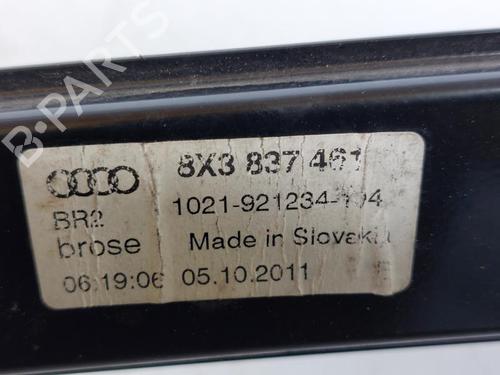 8X3 837 461
BR2
1021-921234-104
brose
Made in Slovakia
06:19:06 05.10.2011
B-PARTS